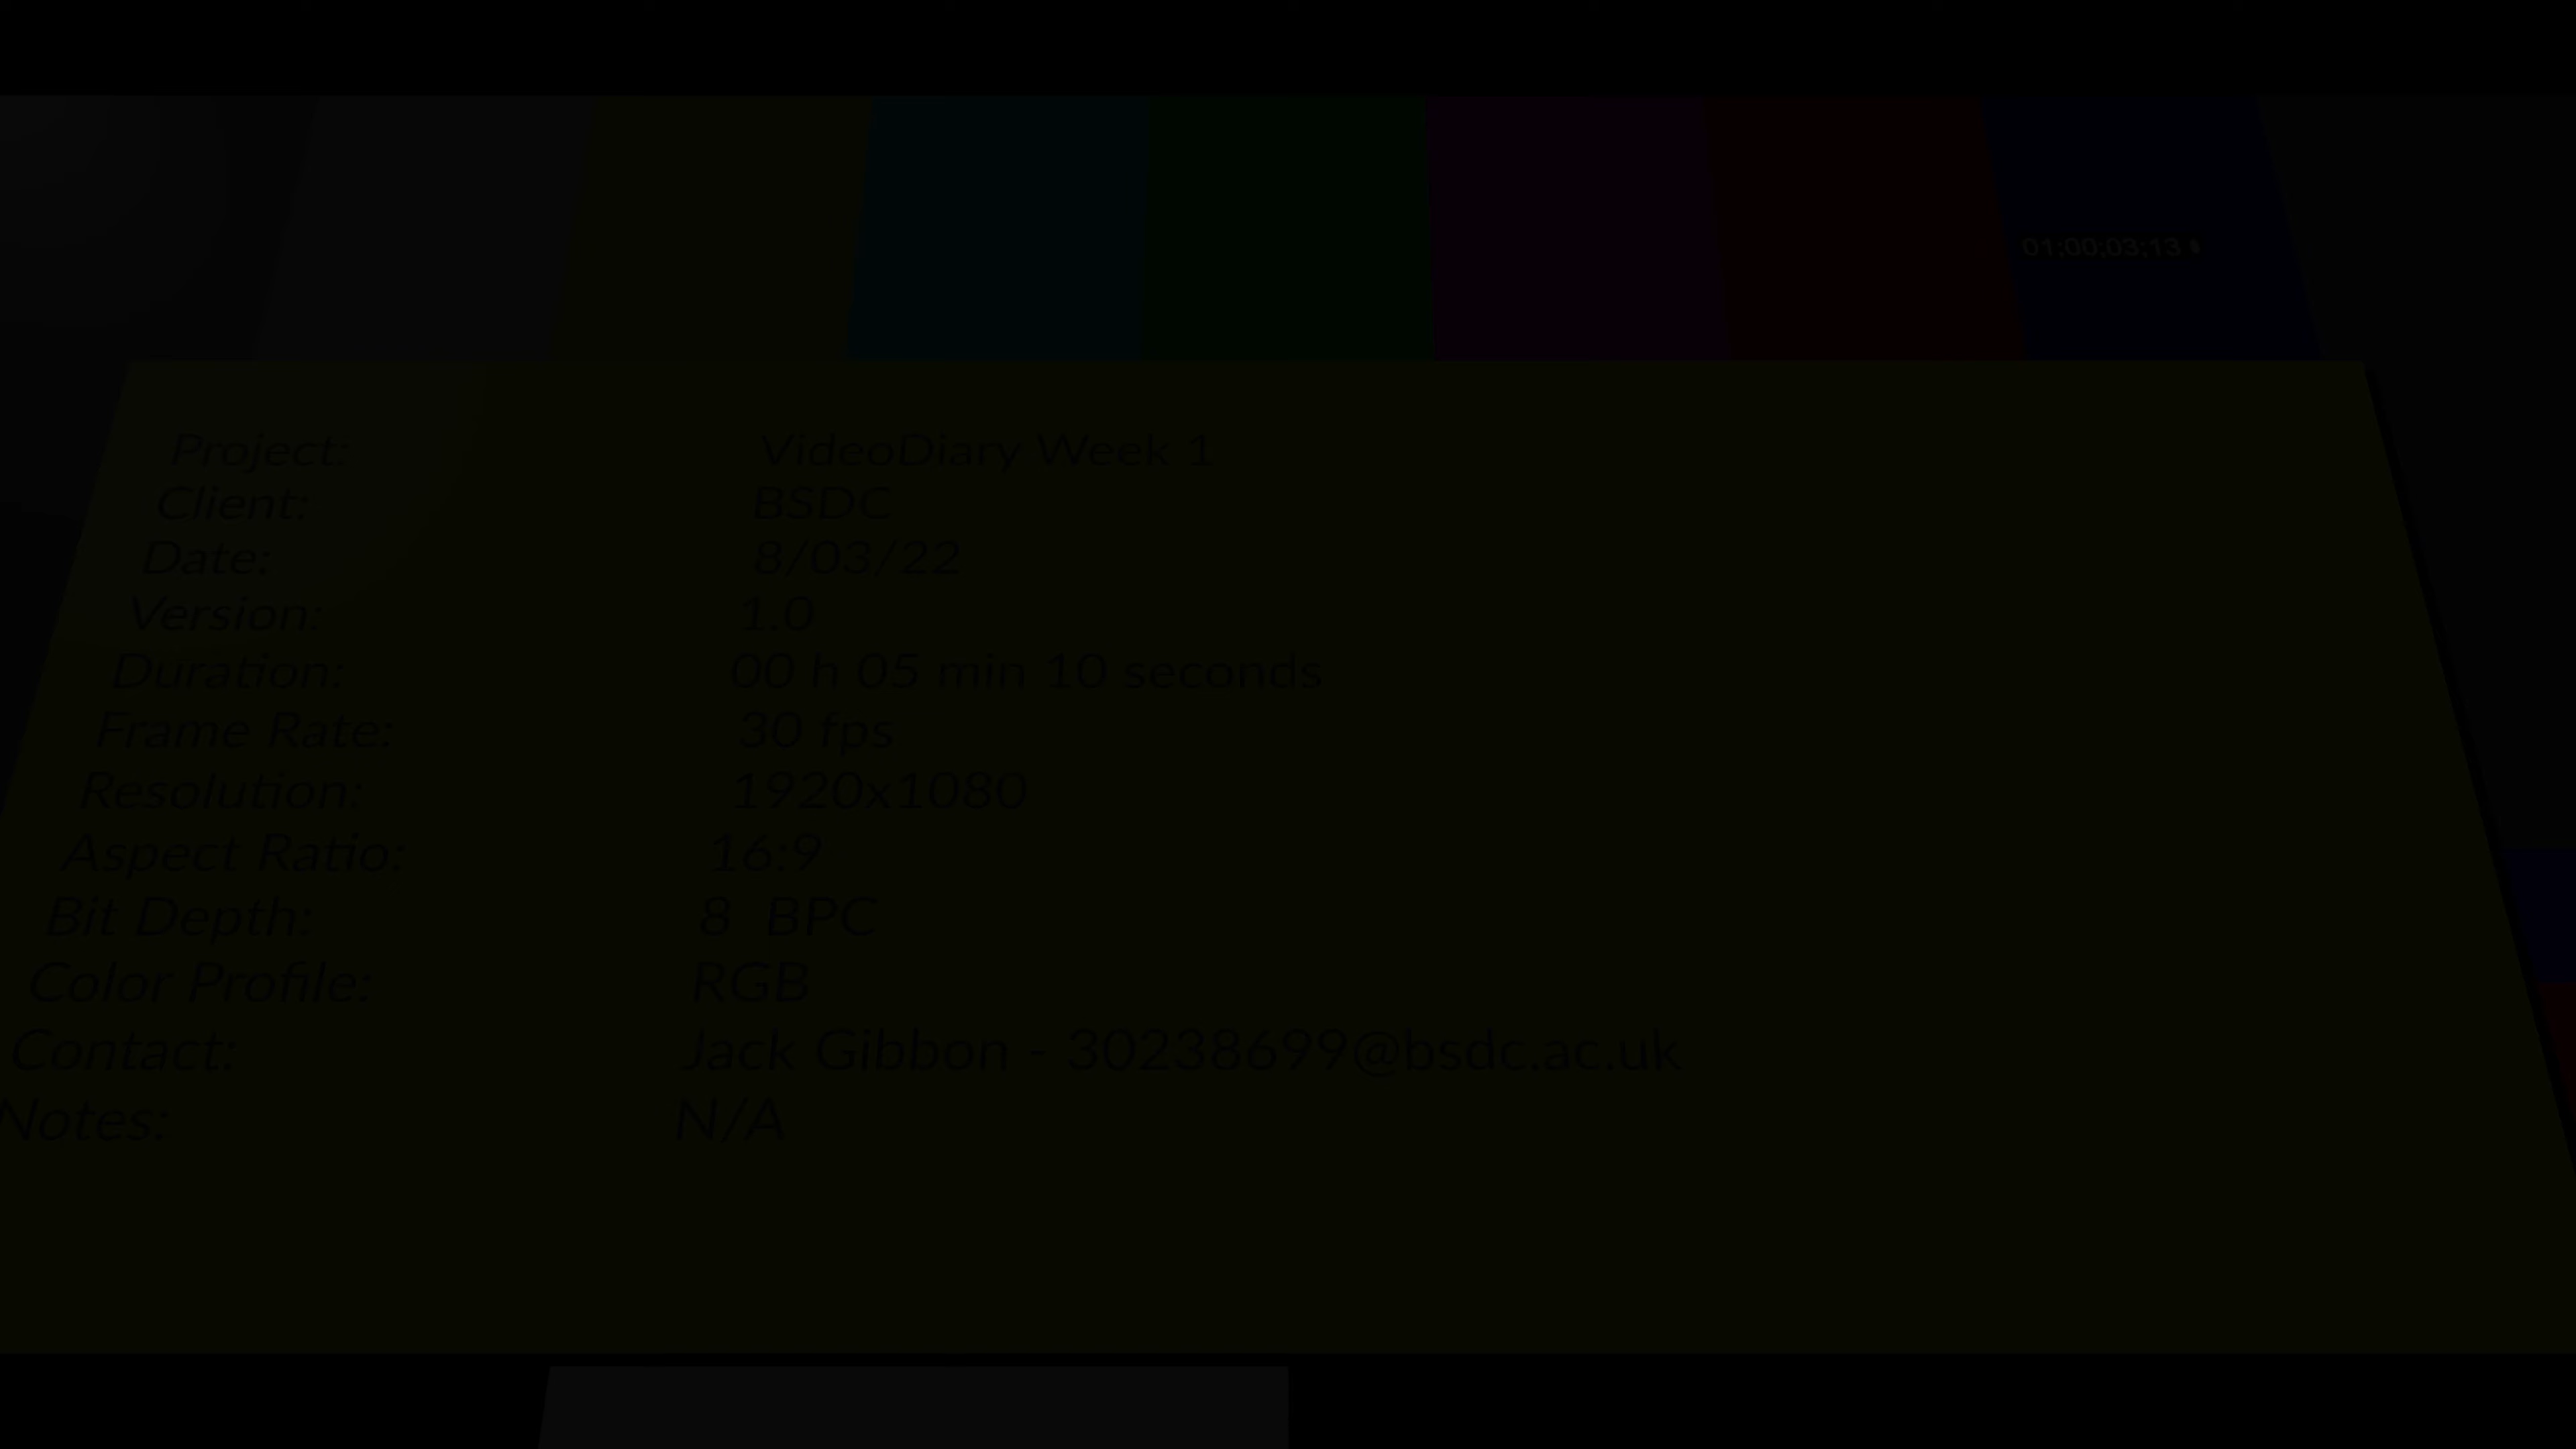 01:00:03:13
Project: VideoDiary Week 1
Client: BSDC
Date: 8/03/22
Version: 1.0
Duration: 00 h 05 min 10 seconds
Frame Rate: 30 fps
Resolution: 1920x1080
Aspect Ratio: 16:9
Bit Depth: 8 BPC
Color Profile: RGB
Contact: Jack Gibbon - 30238699@bsdc.ac.uk
Notes: N/A